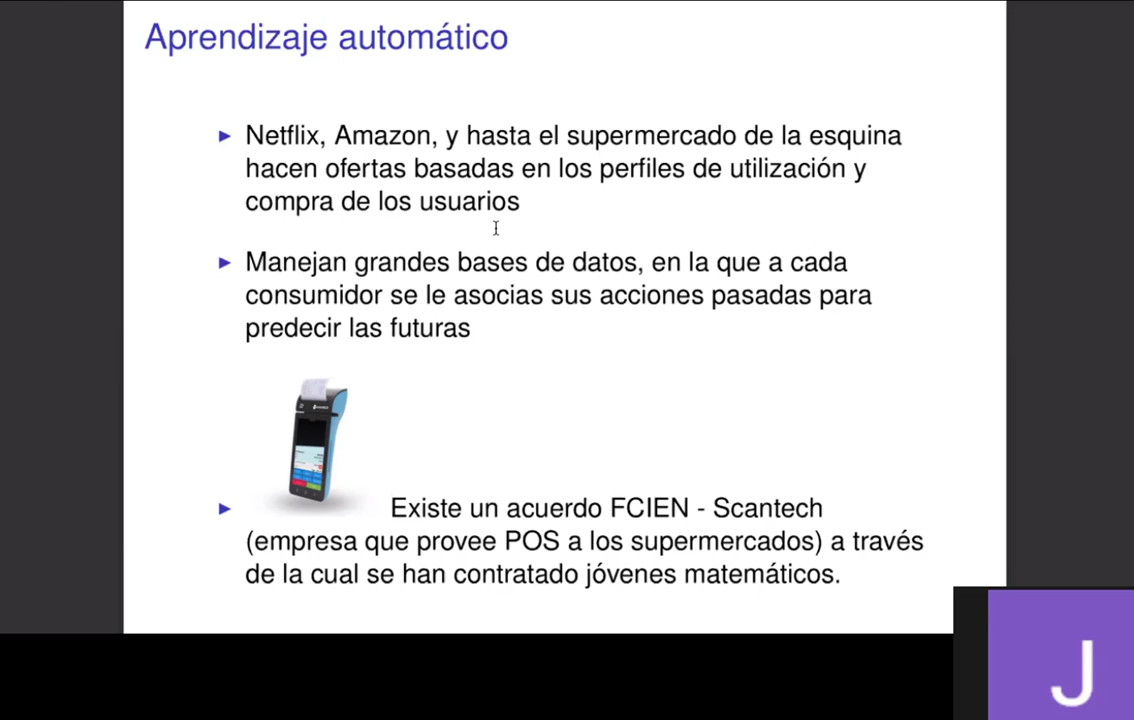 Aprendizaje automático
Netflix, Amazon, y hasta el supermercado de la esquina
hacen ofertas basadas en los perfiles de utilización y
compra de los usuarios
Manejan grandes bases de datos, en la que a cada
consumidor se le asocias sus acciones pasadas para
predecir las futuras
Existe un acuerdo FCIEN - Scantech
(empresa que provee POS a los supermercados) a través
de la cual se han contratado jóvenes matemáticos.
J